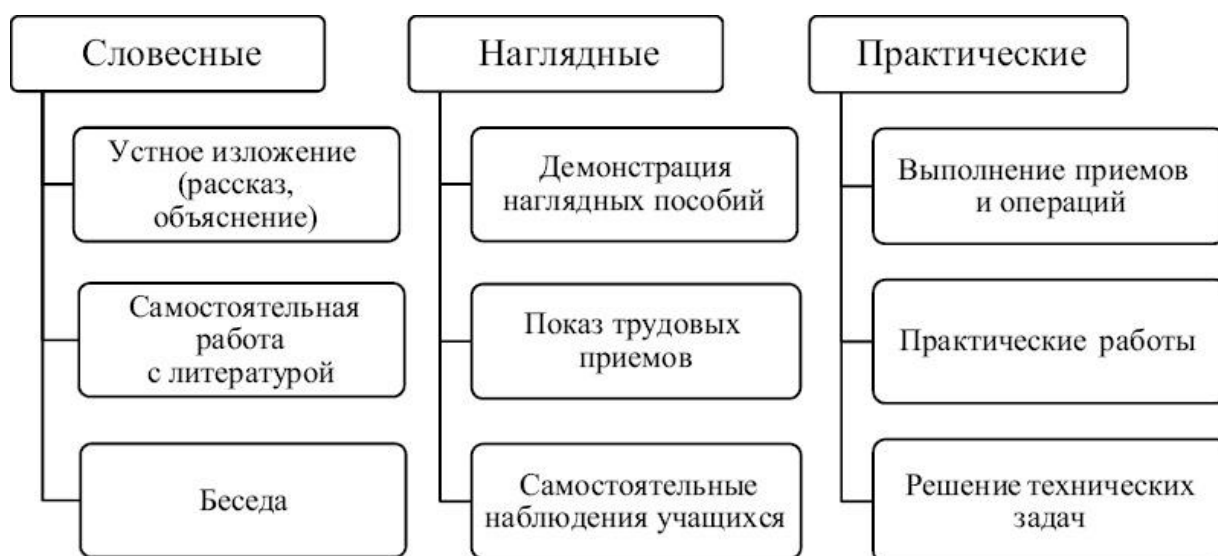 Словесные
Устное изложение
(рассказ,
объяснение)
Самостоятельная
работа
с литературой
Беседа
Наглядные
Демонстрация
наглядных пособий
Показ трудовых
приемов
Самостоятельные
наблюдения учащихся
Практические
Выполнение приемов
и операций
Практические работы
Решение технических
задач